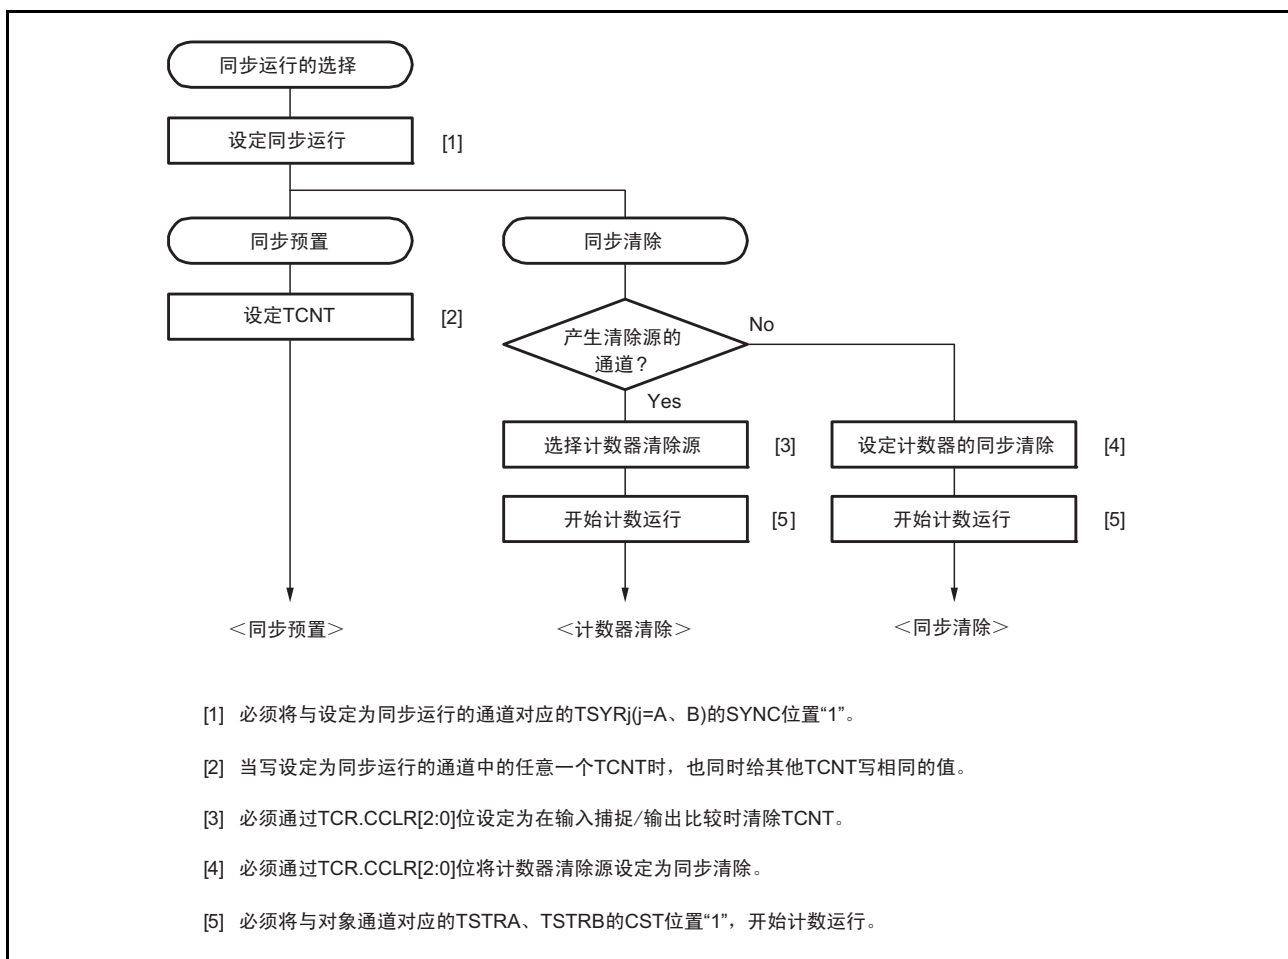 同步运行的选择
设定同步运行 [1]
同步预置 同步清除
设定TCNT [2]
产生清除源的
通道？
No
Yes
选择计数器清除源 [3] 设定计数器的同步清除 [4]
开始计数运行 [5] 开始计数运行 [5]
＜同步预置＞ ＜计数器清除＞ ＜同步清除＞
[1] 必须将与设定为同步运行的通道对应的TSYRj(j=A、B)的SYNC位置“1”。
[2] 当写设定为同步运行的通道中的任意一个TCNT时，也同时给其他TCNT写相同的值。
[3] 必须通过TCR.CCLR[2:0]位设定为在输入捕捉/输出比较时清除TCNT。
[4] 必须通过TCR.CCLR[2:0]位将计数器清除源设定为同步清除。
[5] 必须将与对象通道对应的TSTRA、TSTRB的CST位置“1”，开始计数运行。